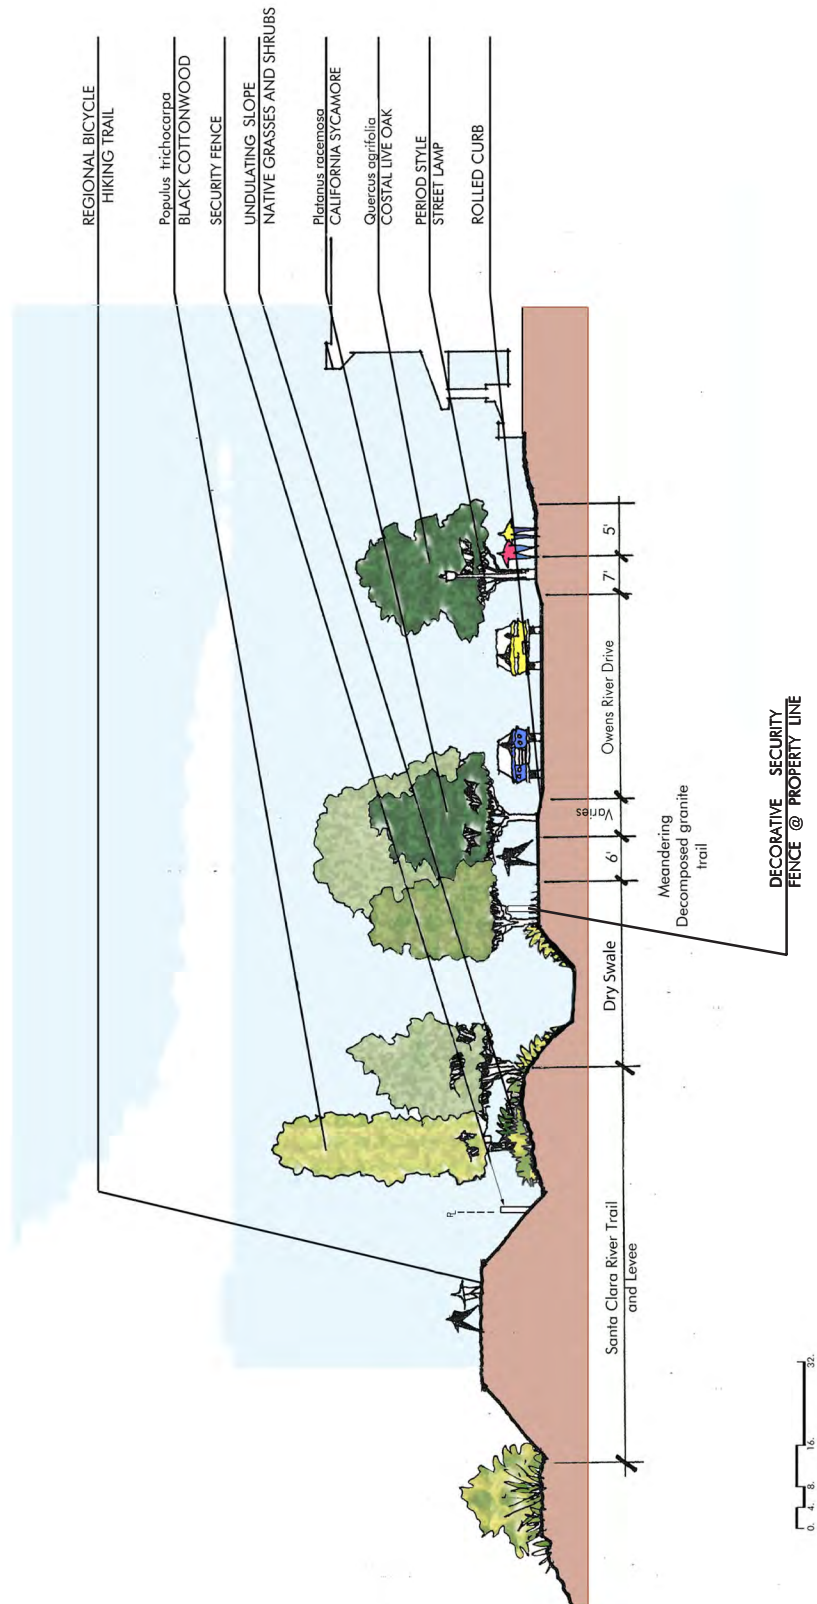 REGIONAL BICYCLE
HIKING TRAIL
Populus trichocarpa
BLACK COTTONWOOD
SECURITY FENCE
UNDULATING SLOPE
NATIVE GRASSES AND SHRUBS
Platanus racemosa
CALIFORNIA SYCAMORE
Quercus agrifolia
COSTAL LIVE OAK
PERIOD STYLE
STREET LAMP
ROLLED CURB
PL
Santa Clara River Trail
and Levee
Dry Swale
6'
Varies
Owens River Drive
7'
5'
Meandering
Decomposed granite
trail
DECORATIVE SECURITY
FENCE @ PROPERTY LINE
0. 4. 8. 16. 32.